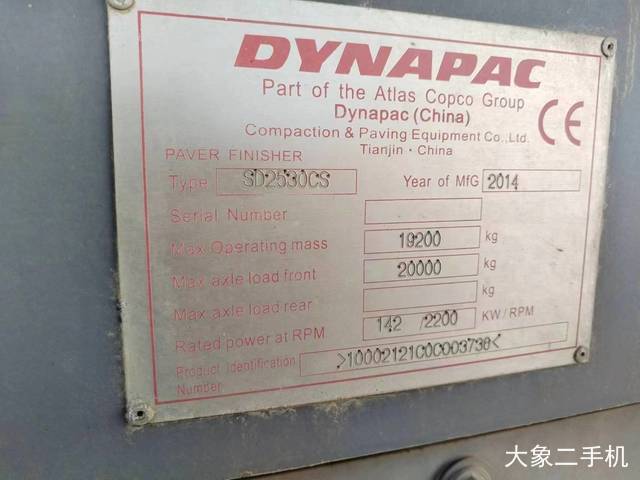 DYNAPAC
Part of the Atlas Copco Group
Dynapac (China)
Compaction & Paving Equipment Co., Ltd.
Tianjin · China
CE
PAVER FINISHER
Type SD2530CS Year of MfG 2014
Serial Number
Max Operating mass 19200 kg
Max axle load front 20000 kg
Max axle load rear kg
Rated power at RPM 142 /2200 KW / RPM
Product Identification
Number
大象二手机